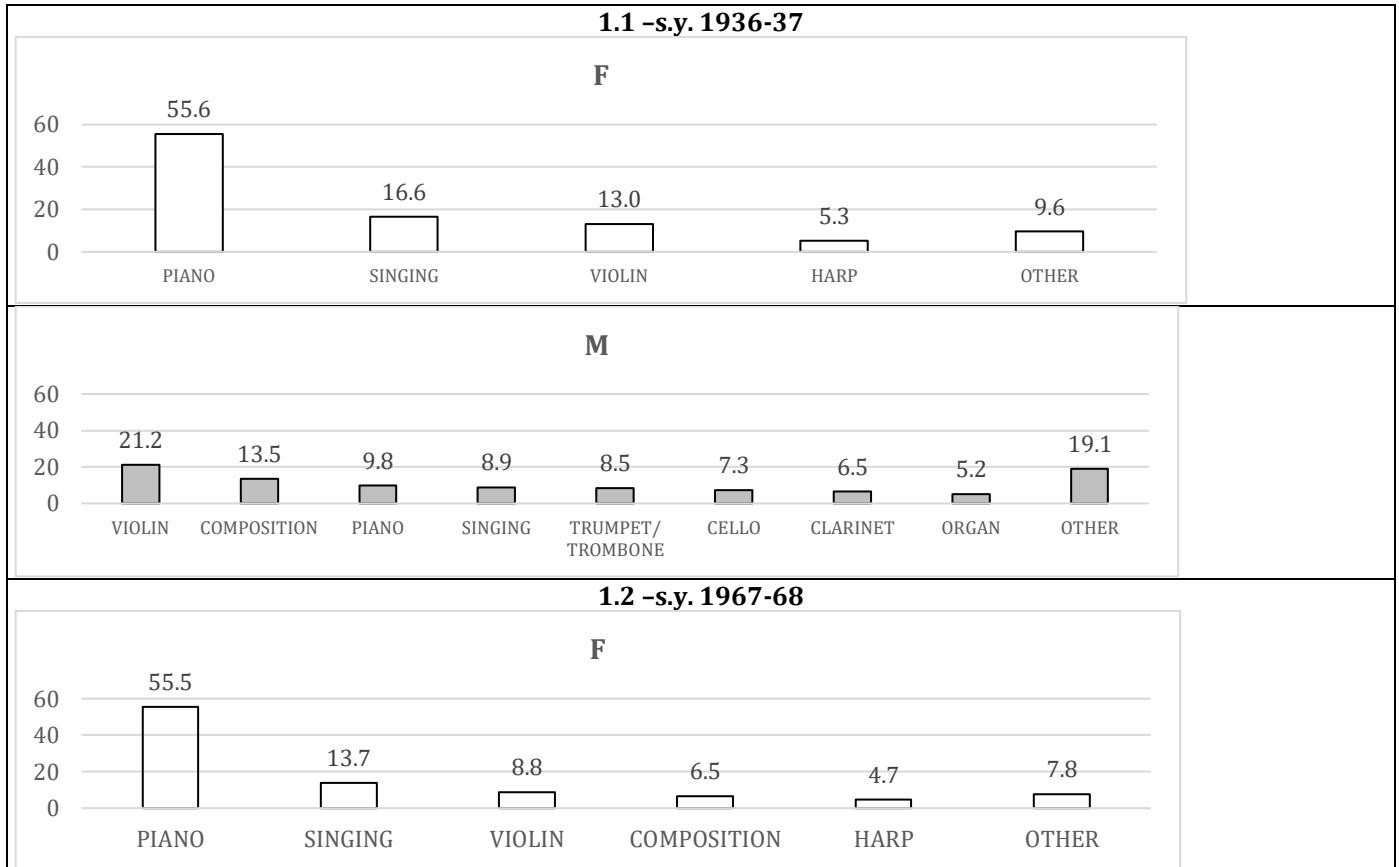 1.1 –s.y. 1936-37
F
55.6
60
40
16.6
13.0
20
5.3
9.6
0
PIANO SINGING VIOLIN HARP OTHER
M
60
40
21.2 13.5 9.8 8.9 8.5 7.3 6.5 5.2 19.1
20
0
VIOLIN COMPOSITION PIANO SINGING TRUMPET/ CELLO CLARINET ORGAN OTHER
TROMBONE
1.2 –s.y. 1967-68
F
55.5
60
40
13.7 8.8 6.5 4.7 7.8
20
0
PIANO SINGING VIOLIN COMPOSITION HARP OTHER